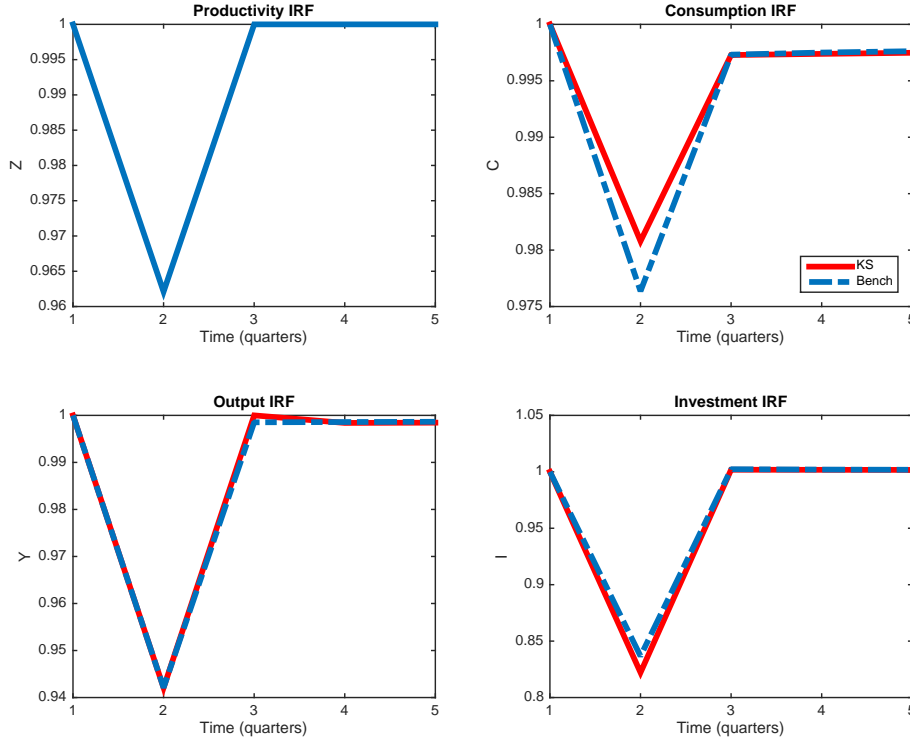 Productivity IRF
1
0.995
0.99
0.985
0.98
0.975
0.97
0.965
0.96
Z
1 2 3 4 5
Time (quarters)
Consumption IRF
1
0.995
0.99
0.985
0.98
0.975
C
KS
Bench
1 2 3 4 5
Time (quarters)
Output IRF
1
0.99
0.98
0.97
0.96
0.95
0.94
Y
1 2 3 4 5
Time (quarters)
Investment IRF
1.05
1
0.95
0.9
0.85
0.8
I
1 2 3 4 5
Time (quarters)